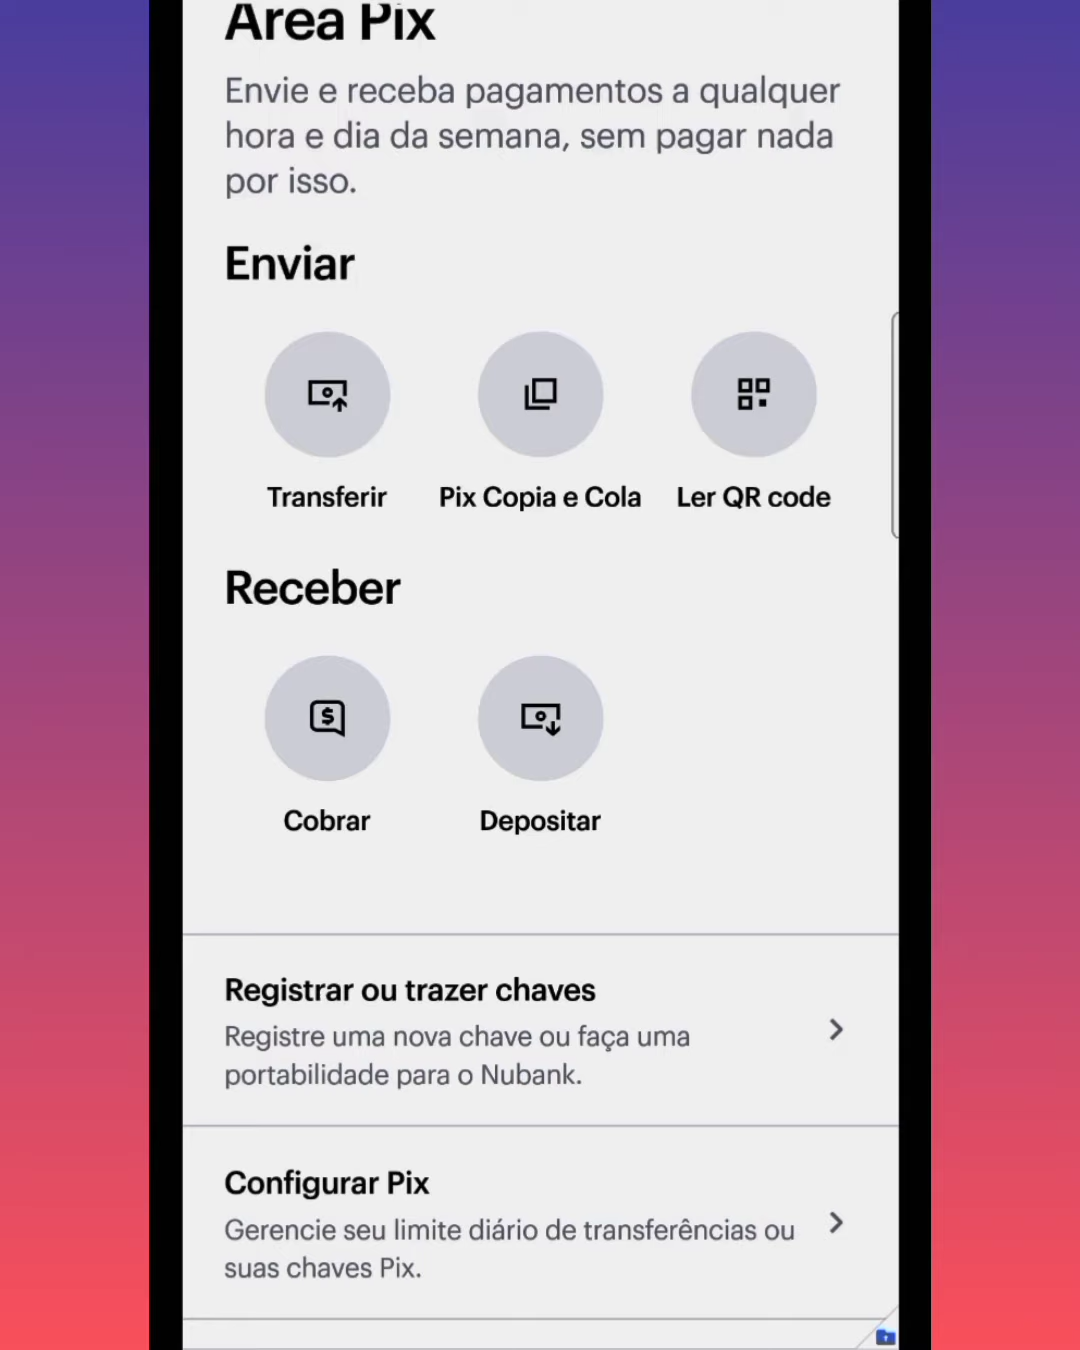 Área Pix
Envie e receba pagamentos a qualquer
hora e dia da semana, sem pagar nada
por isso.
Enviar
Transferir
Pix Copia e Cola
Ler QR code
Receber
Cobrar
Depositar
Registrar ou trazer chaves
Registre uma nova chave ou faça uma
portabilidade para o Nubank.
Configurar Pix
Gerencie seu limite diário de transferências ou
suas chaves Pix.